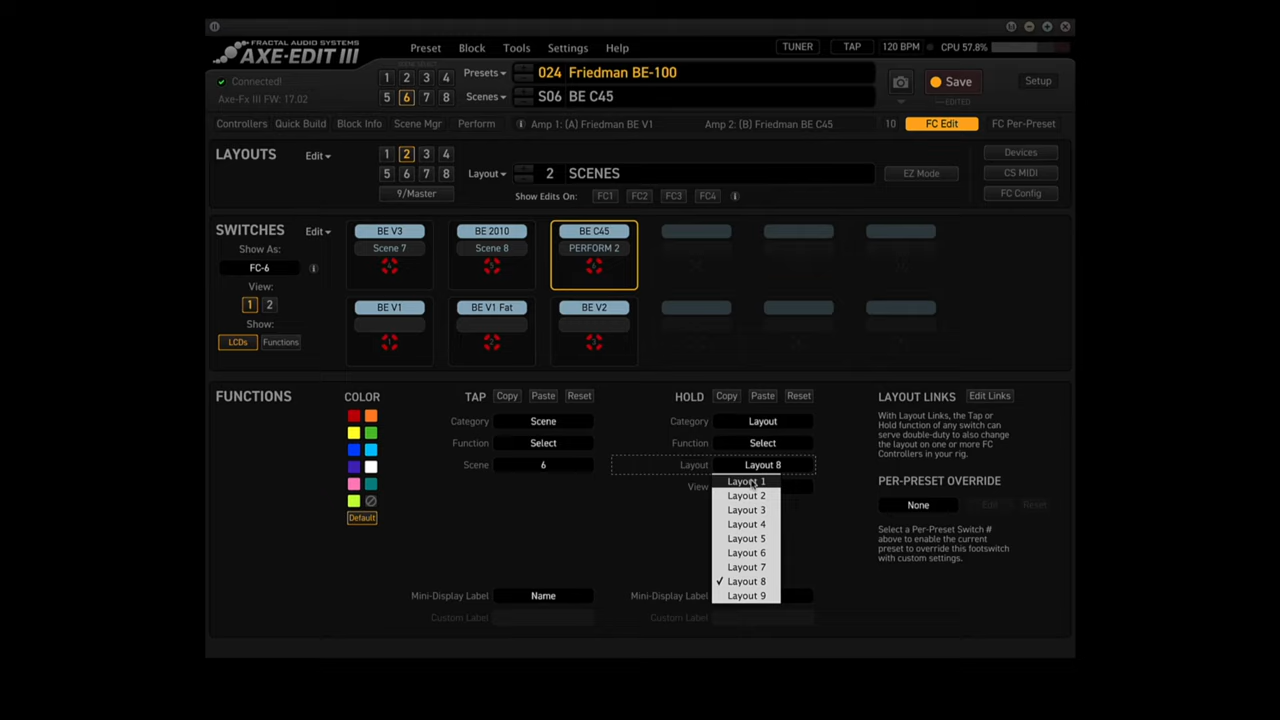 FRACTAL AUDIO SYSTEMS
AXE-EDIT III
Preset Block Tools Settings Help
TUNER TAP 120 BPM CPU 57.8%
Connected!
Axe-Fx III FW: 17.02
SCENE SELECT
1 2 3 4
5 6 7 8
Presets 024 Friedman BE-100
Scenes S06 BE C45
Save
EDITED
Setup
Controllers Quick Build Block Info Scene Mgr Perform
Amp 1: (A) Friedman BE V1 Amp 2: (B) Friedman BE C45 10
FC Edit FC Per-Preset
LAYOUTS Edit
1 2 3 4
5 6 7 8
9/Master
Layout 2 SCENES
EZ Mode
Show Edits On: FC1 FC2 FC3 FC4
Devices
CS MIDI
FC Config
SWITCHES Edit
Show As:
FC-6
View:
1 2
Show:
LCDs Functions
BE V3 BE 2010 BE C45
Scene 7 Scene 8 PERFORM 2
BE V1 BE V1 Fat BE V2
FUNCTIONS
COLOR
Default
TAP Copy Paste Reset
Category Scene
Function Select
Scene 6
Mini-Display Label Name
Custom Label
HOLD Copy Paste Reset
Category Layout
Function Select
Layout Layout 8
View
Layout 1
Layout 2
Layout 3
Layout 4
Layout 5
Layout 6
Layout 7
✓ Layout 8
Layout 9
Mini-Display Label
Custom Label
LAYOUT LINKS Edit Links
With Layout Links, the Tap or
Hold function of any switch can
serve double-duty to also change
the layout on one or more FC
Controllers in your rig.
PER-PRESET OVERRIDE
None Edit Reset
Select a Per-Preset Switch #
above to enable the current
preset to override this footswitch
with custom settings.